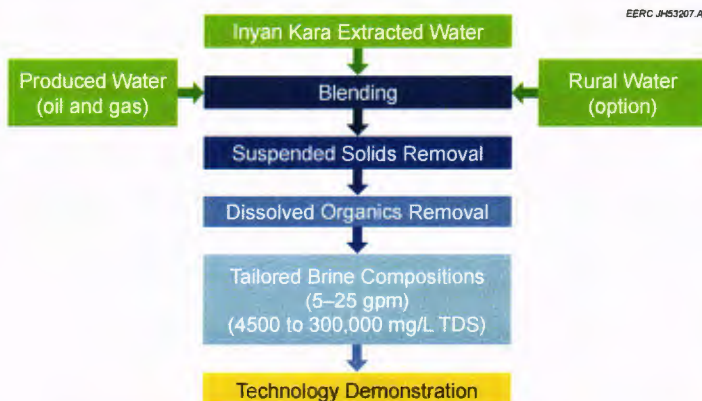 EERC JH53207.A
Inyan Kara Extracted Water
Produced Water
(oil and gas)
Blending
Rural Water
(option)
Suspended Solids Removal
Dissolved Organics Removal
Tailored Brine Compositions
(5–25 gpm)
(4500 to 300,000 mg/L TDS)
Technology Demonstration